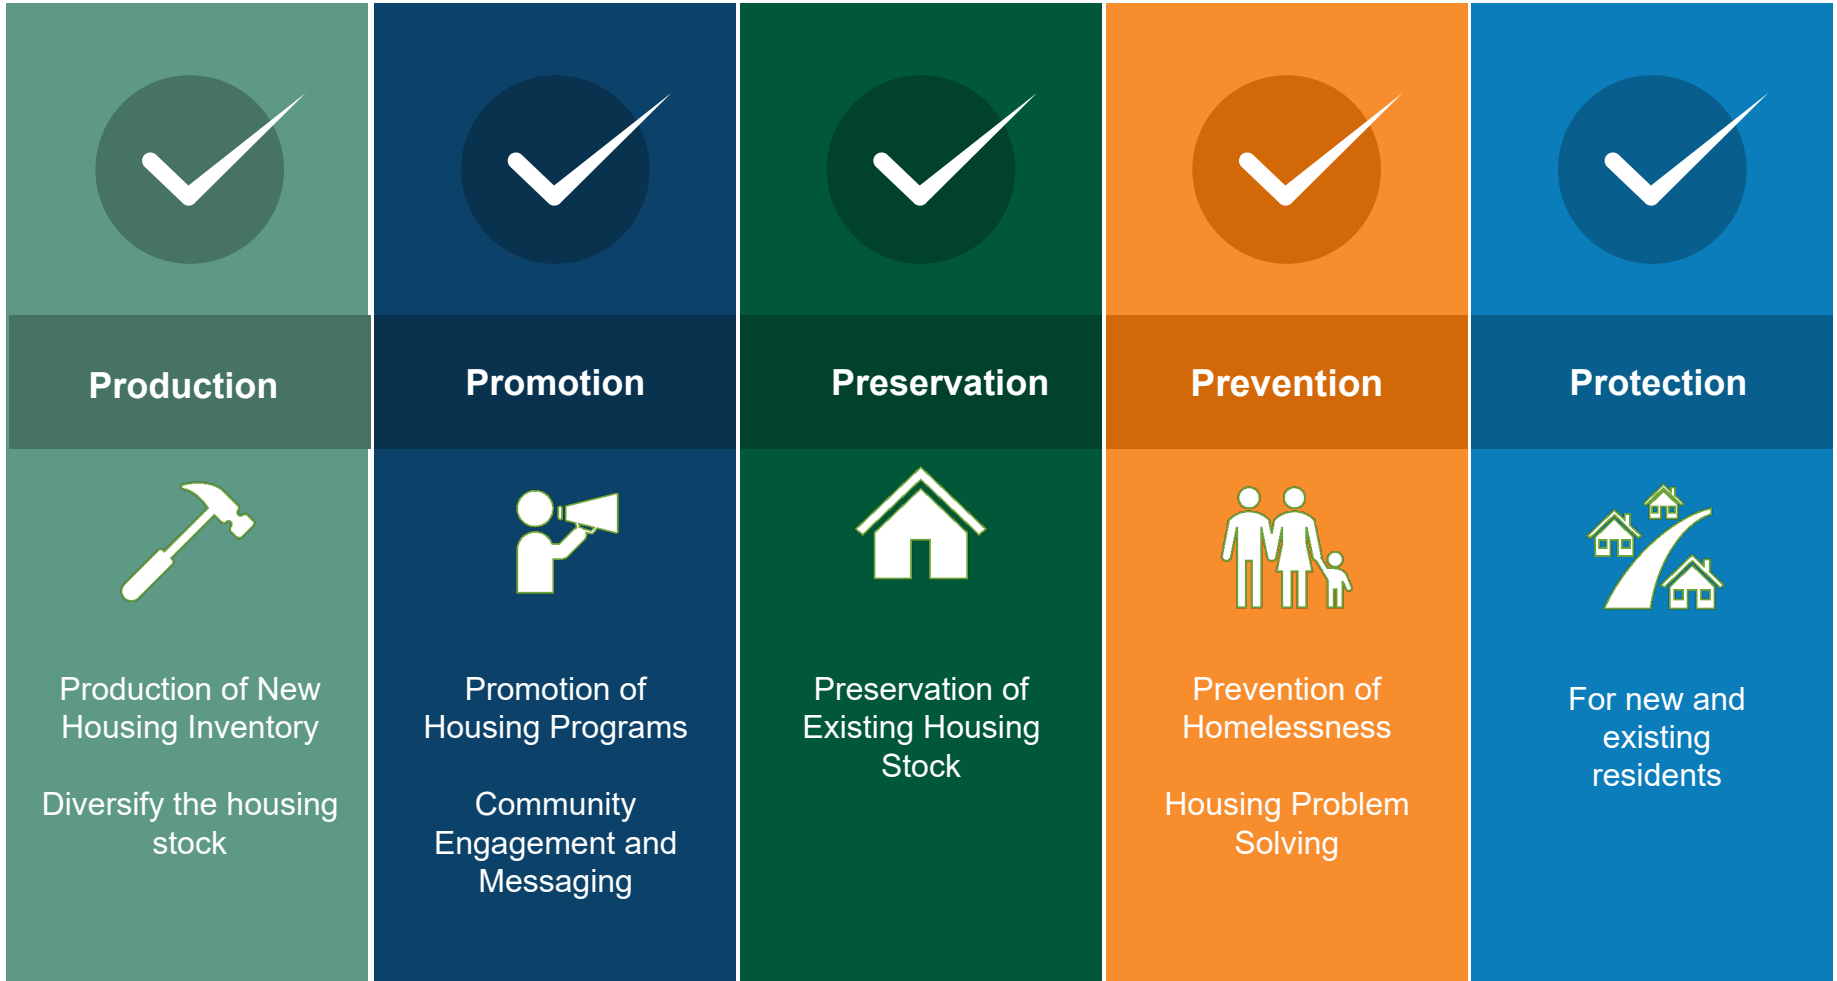 Production
Promotion
Preservation
Prevention
Protection
Production of New
Housing Inventory
Diversify the housing
stock
Promotion of
Housing Programs
Community
Engagement and
Messaging
Preservation of
Existing Housing
Stock
Prevention of
Homelessness
Housing Problem
Solving
For new and
existing
residents